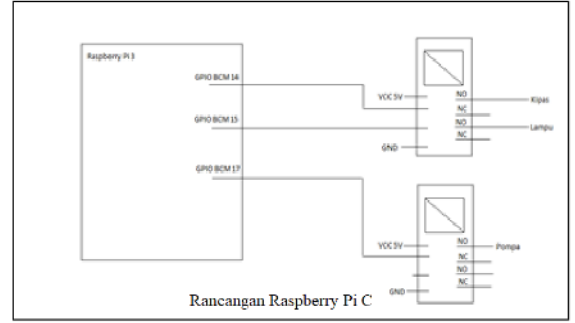 Raspberry Pi 3
GPIO BCM 14
GPIO BCM 15
GPIO BCM 17
VCC 5V
GND
NO
NC
NO
NC
Kipas
Lampu
VCC 5V
GND
NO
NC
NO
NC
Pompa
Rancangan Raspberry Pi C